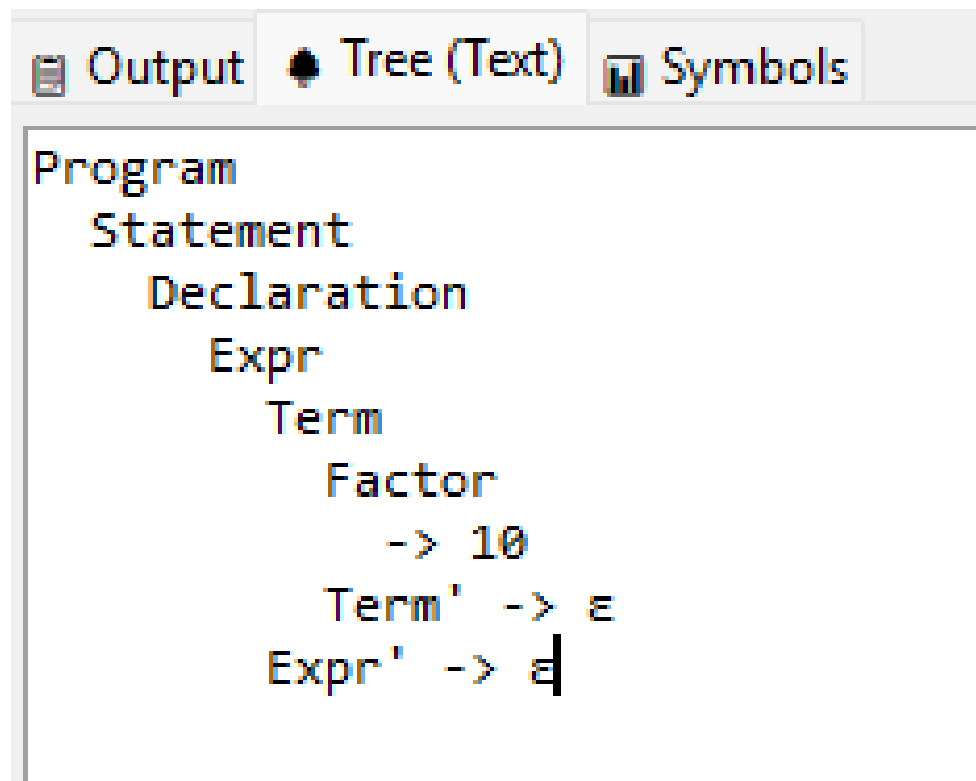 Output Tree (Text) Symbols
Program
Statement
Declaration
Expr
Term
Factor
-> 10
Term' -> ε
Expr' -> ε